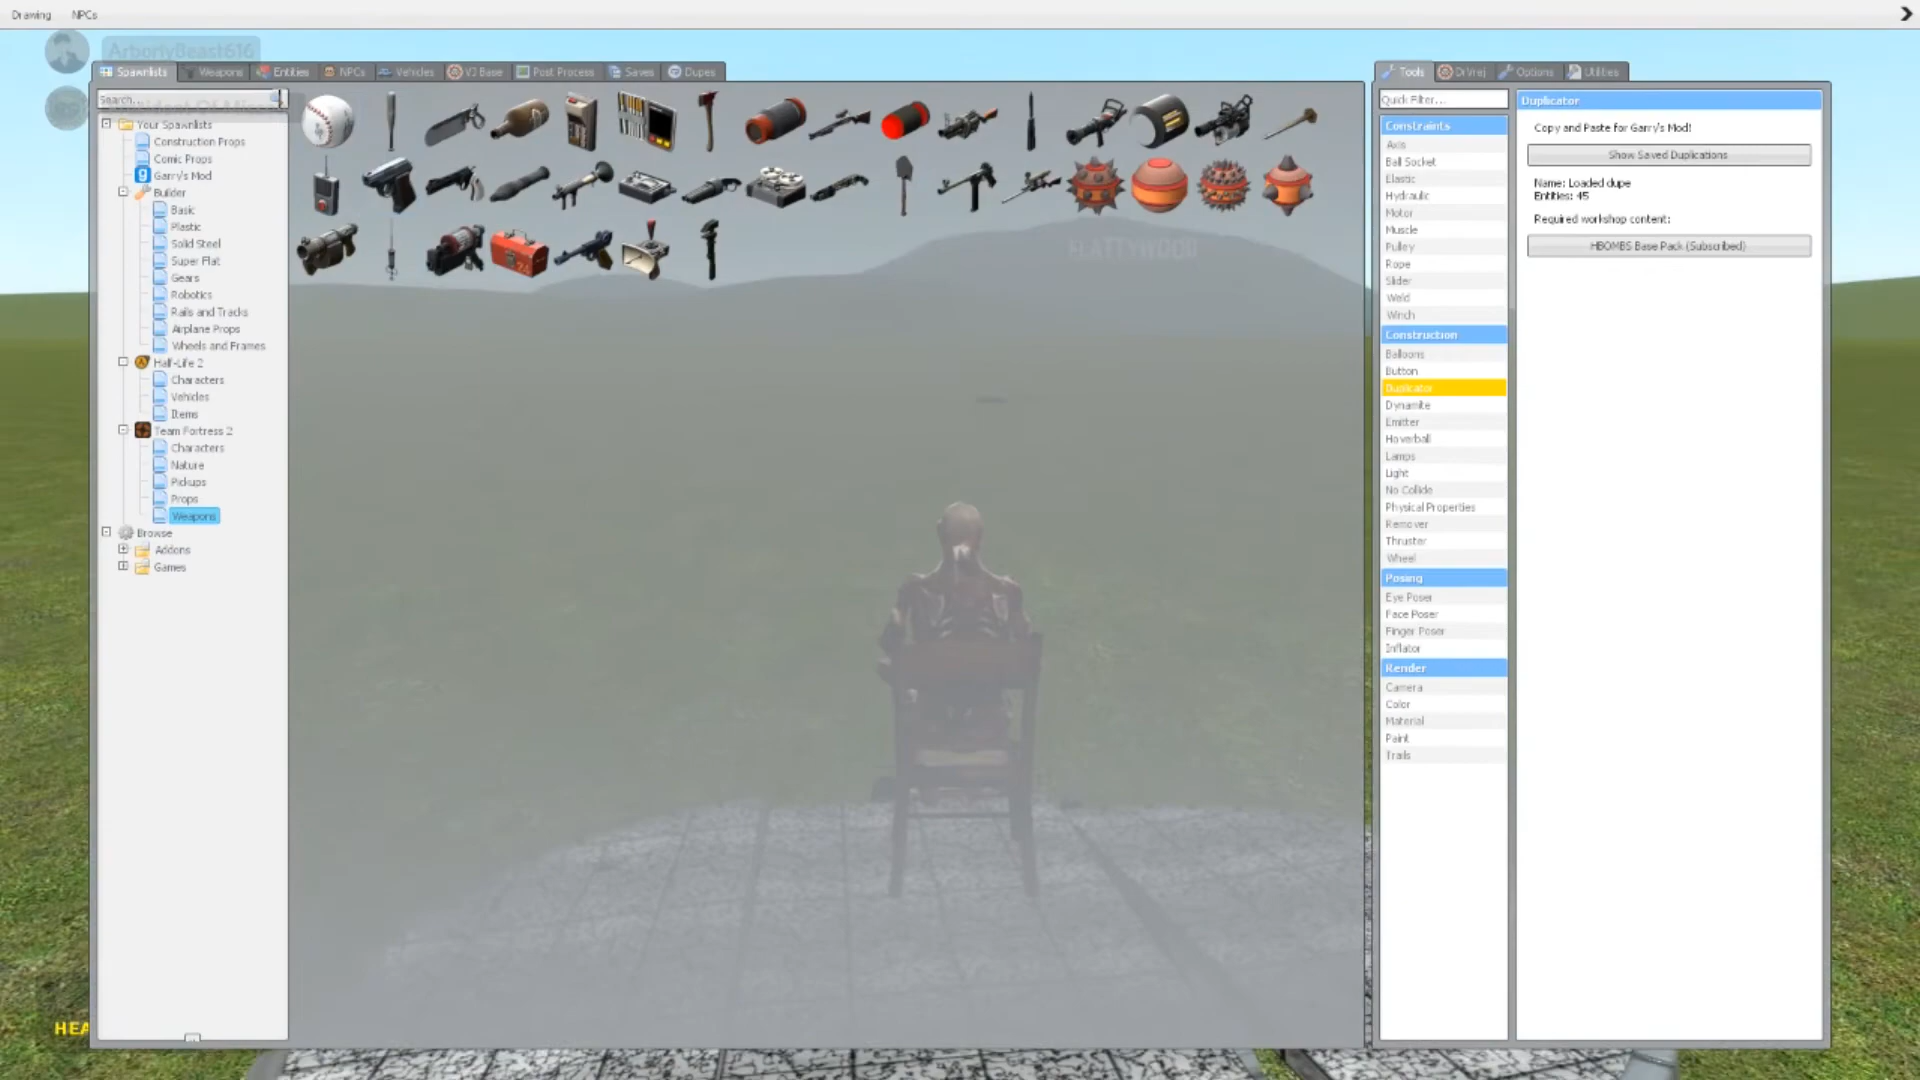 Drawing NPCs
ArborlyBeast616
Spawnlists Weapons Entities NPCs Vehicles VJ Base Post Process Saves Dupes
Search...
Your Spawnlists
Construction Props
Comic Props
Garry's Mod
Builder
Basic
Plastic
Solid Steel
Super Flat
Gears
Robotics
Rails and Tracks
Airplane Props
Wheels and Frames
Half-Life 2
Characters
Vehicles
Items
Team Fortress 2
Characters
Nature
Pickups
Props
Weapons
Browse
Addons
Games
FLATTYWOOD
HEA
Tools DrVrej Options Utilities
Quick Filter...
Constraints
Axis
Ball Socket
Elastic
Hydraulic
Motor
Muscle
Pulley
Rope
Slider
Weld
Winch
Construction
Balloons
Button
Duplicator
Dynamite
Emitter
Hoverball
Lamps
Light
No Collide
Physical Properties
Remover
Thruster
Wheel
Posing
Eye Poser
Face Poser
Finger Poser
Inflator
Render
Camera
Color
Material
Paint
Trails
Duplicator
Copy and Paste for Garry's Mod!
Show Saved Duplications
Name: Loaded dupe
Entities: 45
Required workshop content:
HBOMBS Base Pack (Subscribed)